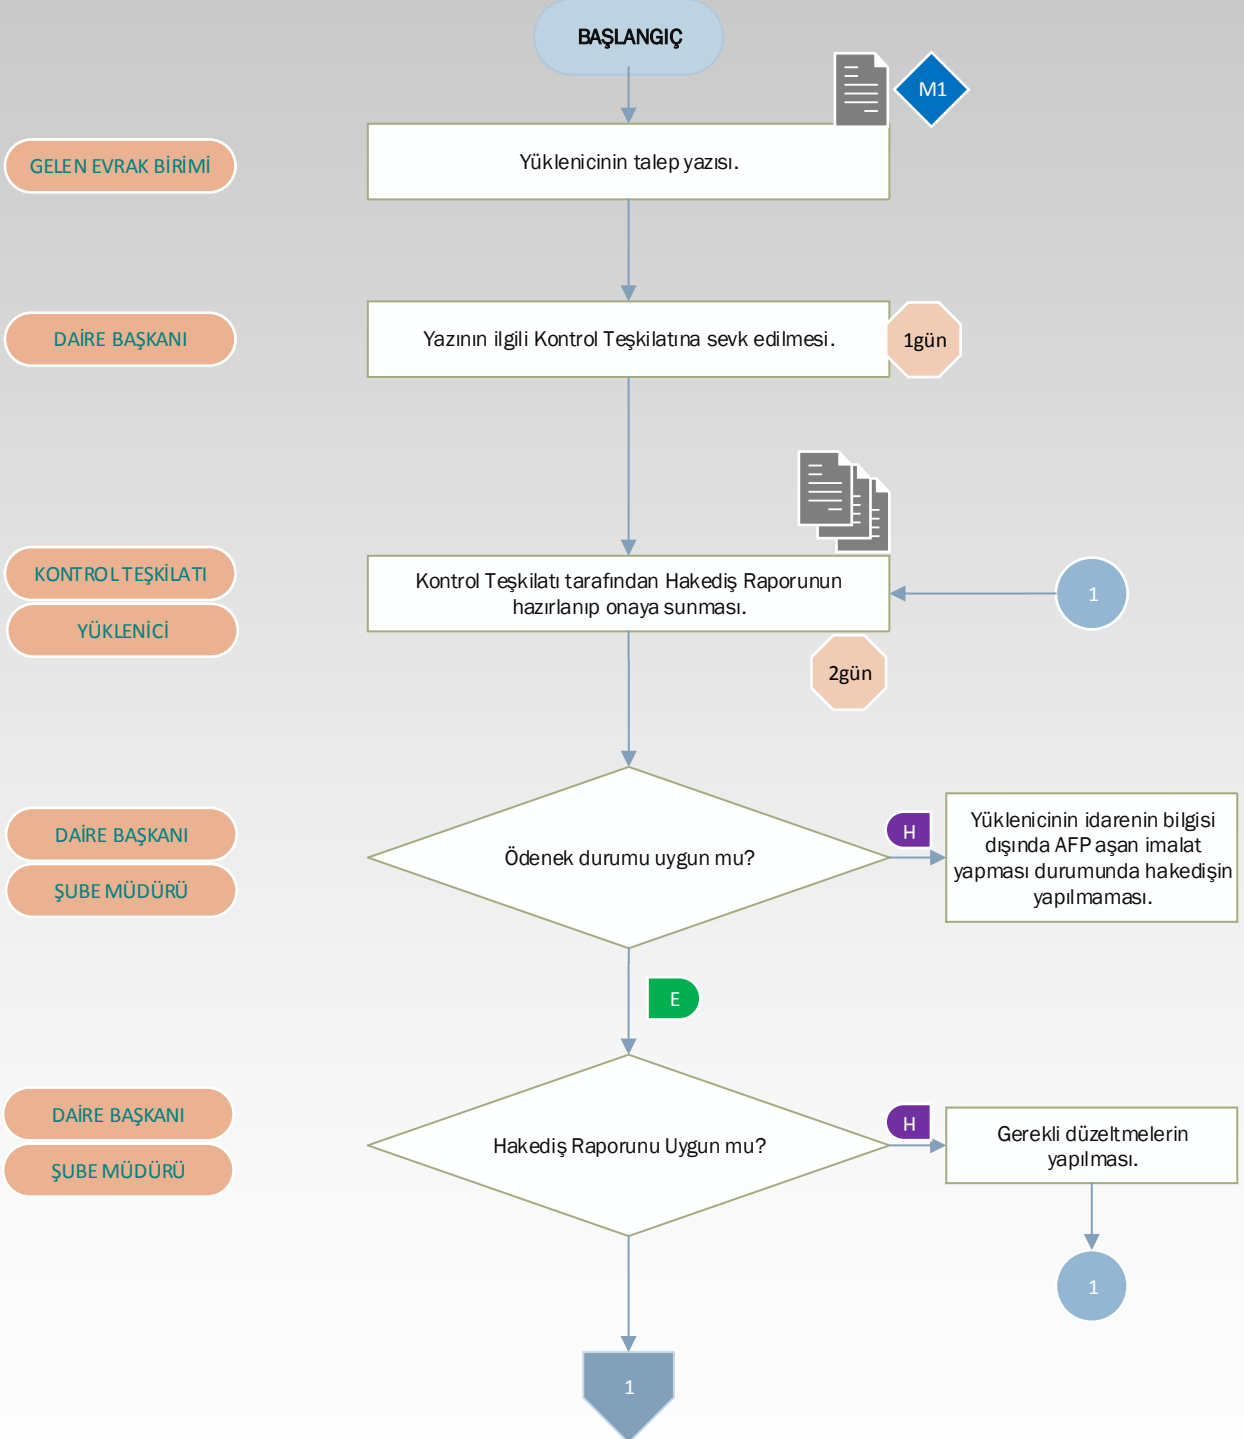 BAŞLANGIÇ
M1
GELEN EVRAK BİRİMİ
Yüklenicinin talep yazısı.
DAİRE BAŞKANI
Yazının ilgili Kontrol Teşkilatına sevk edilmesi.
1gün
KONTROL TEŞKİLATI
YÜKLENİCİ
Kontrol Teşkilatı tarafından Hakediş Raporunun
hazırlanıp onaya sunması.
1
2gün
DAİRE BAŞKANI
ŞUBE MÜDÜRÜ
Ödenek durumu uygun mu?
H
Yüklenicinin idarenin bilgisi
dışında AFP aşan imalat
yapması durumunda hakedişin
yapılmaması.
E
DAİRE BAŞKANI
ŞUBE MÜDÜRÜ
Hakediş Raporunu Uygun mu?
H
Gerekli düzeltmelerin
yapılması.
1
1